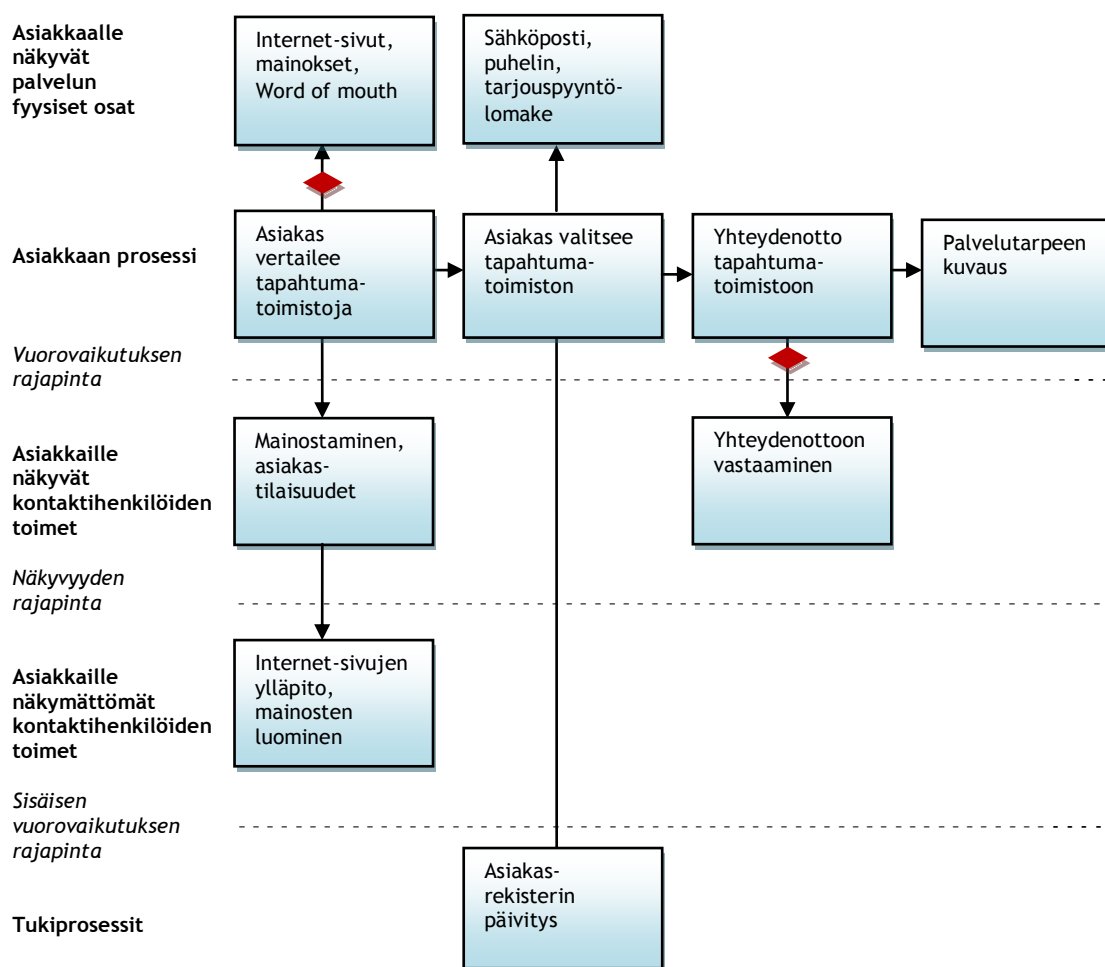 Asiakkaalle
näkyvät
palvelun
fyysiset osat
Internet-sivut,
mainokset,
Word of mouth
Sähköposti,
puhelin,
tarjouspyyntö-
lomake
Asiakkaan prosessi
Asiakas
vertailee
tapahtuma-
toimistoja
Asiakas valitsee
tapahtuma-
toimiston
Yhteydenotto
tapahtuma-
toimistoon
Palvelutarpeen
kuvaus
Vuorovaikutuksen
rajapinta
Asiakkaille
näkyvät
kontaktihenkilöiden
toimet
Mainostaminen,
asiakas-
tilaisuudet
Yhteydenottoon
vastaaminen
Näkyvyyden
rajapinta
Asiakkaille
näkymättömät
kontaktihenkilöiden
toimet
Internet-sivujen
ylläpito,
mainosten
luominen
Sisäisen
vuorovaikutuksen
rajapinta
Tukiprosessit
Asiakas-
rekisterin
päivitys